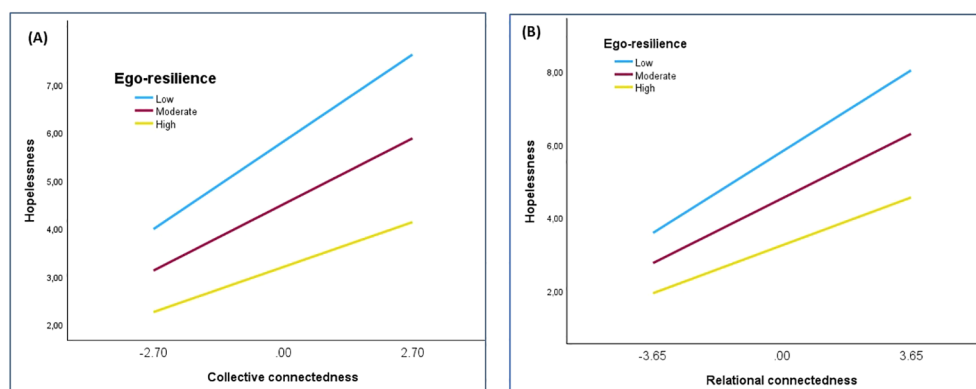 (A)
Ego-resilience
Low
Moderate
High
Hopelessness
7,00
6,00
5,00
4,00
3,00
2,00
-2.70 .00 2.70
Collective connectedness
(B)
Ego-resilience
Low
Moderate
High
Hopelessness
8,00
6,00
4,00
2,00
-3.65 .00 3.65
Relational connectedness